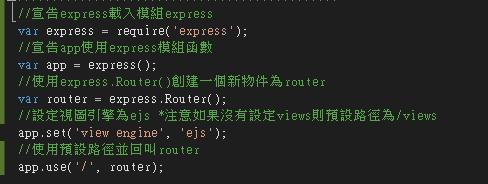 //宣告express載入模組express
var express = require('express');
//宣告app使用express模組函數
var app = express();
//使用express.Router()創建一個新物件為router
var router = express.Router();
//設定視圖引擎為ejs *注意如果沒有設定views則預設路徑為/views
app.set('view engine', 'ejs');
//使用預設路徑並回叫router
app.use('/', router);